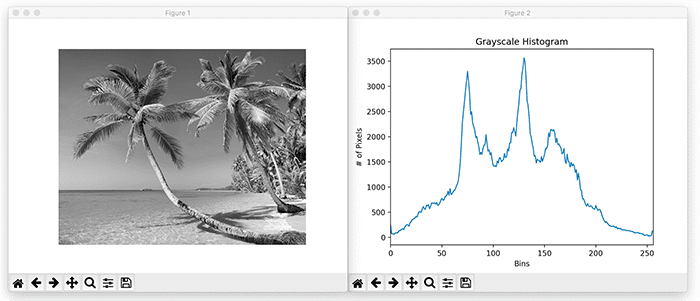 Figure 1
Figure 2
Grayscale Histogram
3500
3000
2500
2000
1500
1000
500
0
# of Pixels
0 50 100 150 200 250
Bins